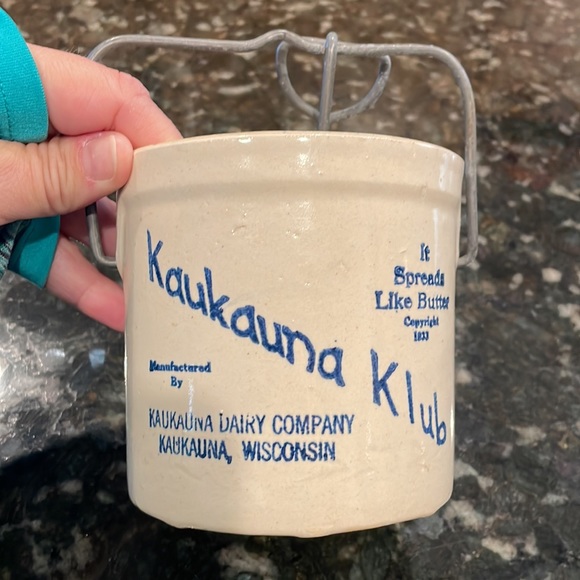 Kaukauna Klub
It
Spreads
Like Butter
Copyright
1933
Manufactured
By
KAUKAUNA DAIRY COMPANY
KAUKAUNA, WISCONSIN